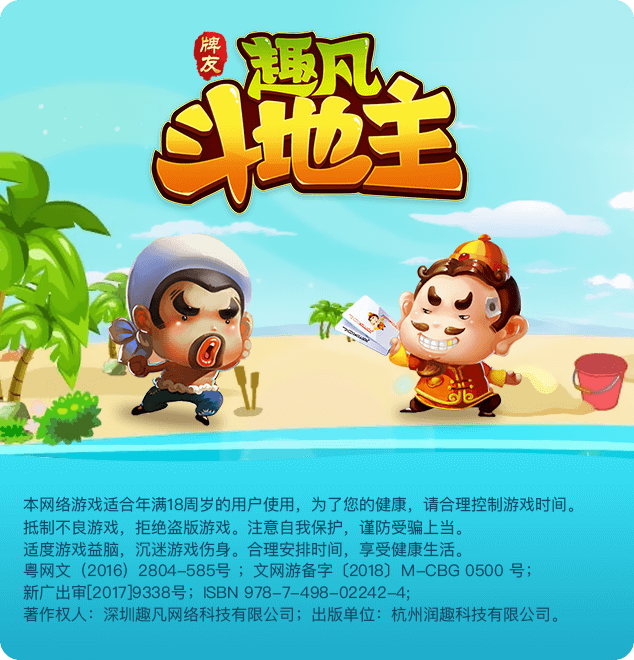 牌友
趣凡
斗地主
本网络游戏适合年满18周岁的用户使用，为了您的健康，请合理控制游戏时间。
抵制不良游戏，拒绝盗版游戏。注意自我保护，谨防受骗上当。
适度游戏益脑，沉迷游戏伤身。合理安排时间，享受健康生活。
粤网文（2016）2804-585号 ；文网游备字〔2018〕M-CBG 0500 号；
新广出审[2017]9338号；ISBN 978-7-498-02242-4;
著作权人：深圳趣凡网络科技有限公司；出版单位：杭州润趣科技有限公司。